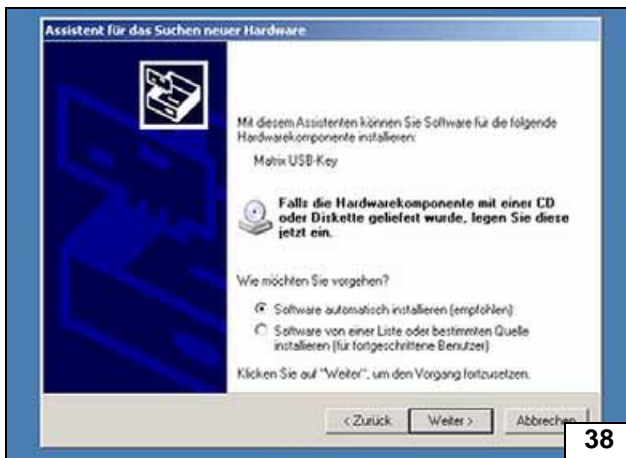 Assistent für das Suchen neuer Hardware
Mit diesem Assistenten können Sie Software für die folgende
Hardwarekomponente installieren:
Matrix USB-Key
Falls die Hardwarekomponente mit einer CD
oder Diskette geliefert wurde, legen Sie diese
jetzt ein.
Wie möchten Sie vorgehen?
Software automatisch installieren (empfohlen)
Software von einer Liste oder bestimmten Quelle
installieren (für fortgeschrittene Benutzer)
Klicken Sie auf "Weiter", um den Vorgang fortzusetzen.
< Zurück Weiter > Abbrechen
38